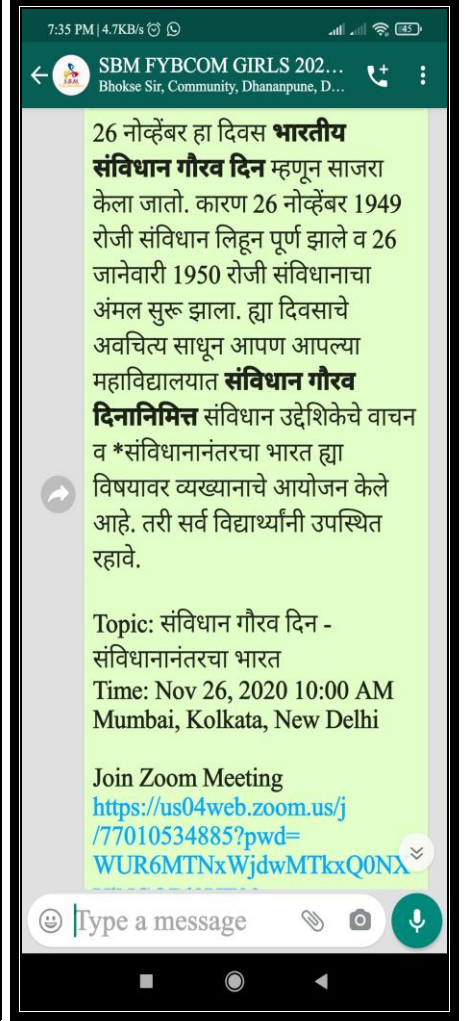 7:35 PM | 4.7KB/s
45
SBM FYBCOM GIRLS 202...
Bhokse Sir, Community, Dhananpune, D...
26 नोव्हेंबर हा दिवस भारतीय
संविधान गौरव दिन म्हणून साजरा
केला जातो. कारण 26 नोव्हेंबर 1949
रोजी संविधान लिहून पूर्ण झाले व 26
जानेवारी 1950 रोजी संविधानाचा
अंमल सुरू झाला. ह्या दिवसाचे
अवचित्य साधून आपण आपल्या
महाविद्यालयात संविधान गौरव
दिनानिमित्त संविधान उद्देशिकेचे वाचन
व *संविधानानंतरचा भारत ह्या
विषयावर व्यख्यानाचे आयोजन केले
आहे. तरी सर्व विद्यार्थ्यांनी उपस्थित
रहावे.
Topic: संविधान गौरव दिन -
संविधानानंतरचा भारत
Time: Nov 26, 2020 10:00 AM
Mumbai, Kolkata, New Delhi
Join Zoom Meeting
https://us04web.zoom.us/j
/77010534885?pwd=
WUR6MTNxWjdwMTkxQ0NX
Type a message